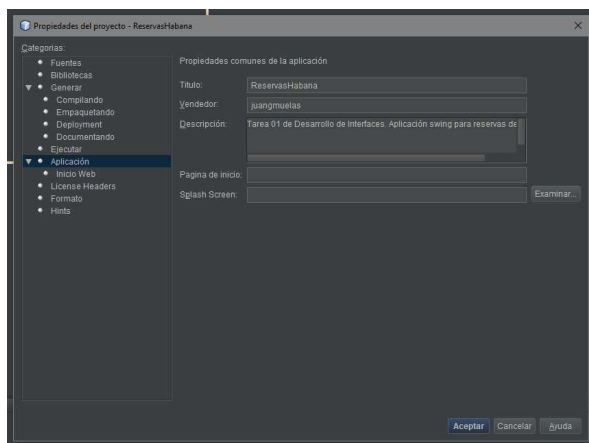 Propiedades del proyecto - ReservasHabana
Categorías:
Fuentes
Bibliotecas
Generar
Compilando
Empaquetando
Deployment
Documentando
Ejecutar
Aplicación
Inicio Web
License Headers
Formato
Hints
Propiedades comunes de la aplicación
Titulo: ReservasHabana
Vendedor: juangmuelas
Descripción: Tarea 01 de Desarrollo de Interfaces. Aplicación swing para reservas de
Pagina de inicio:
Splash Screen: Examinar...
Aceptar Cancelar Ayuda